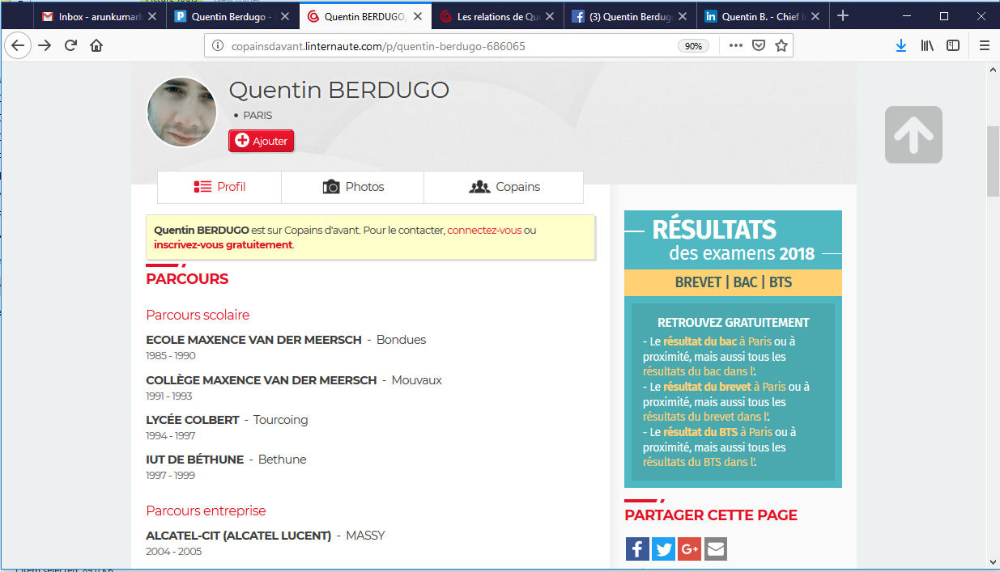 Inbox - arunkumarb
Quentin Berdugo -
Quentin BERDUGO,
Les relations de Que
(3) Quentin Berdugo
Quentin B. - Chief I
copainsdavant.linternaute.com/p/quentin-berdugo-686065
90%
Quentin BERDUGO
• PARIS
Ajouter
Profil
Photos
Copains
Quentin BERDUGO est sur Copains d'avant. Pour le contacter, connectez-vous ou
inscrivez-vous gratuitement.
PARCOURS
Parcours scolaire
ECOLE MAXENCE VAN DER MEERSCH - Bondues
1985 - 1990
COLLÈGE MAXENCE VAN DER MEERSCH - Mouvaux
1991 - 1993
LYCÉE COLBERT - Tourcoing
1994 - 1997
IUT DE BÉTHUNE - Bethune
1997 - 1999
Parcours entreprise
ALCATEL-CIT (ALCATEL LUCENT) - MASSY
2004 - 2005
RÉSULTATS
des examens 2018
BREVET | BAC | BTS
RETROUVEZ GRATUITEMENT
- Le résultat du bac à Paris ou à
proximité, mais aussi tous les
résultats du bac dans l'.
- Le résultat du brevet à Paris ou à
proximité, mais aussi tous les
résultats du brevet dans l'.
- Le résultat du BTS à Paris ou à
proximité, mais aussi tous les
résultats du BTS dans l'.
PARTAGER CETTE PAGE